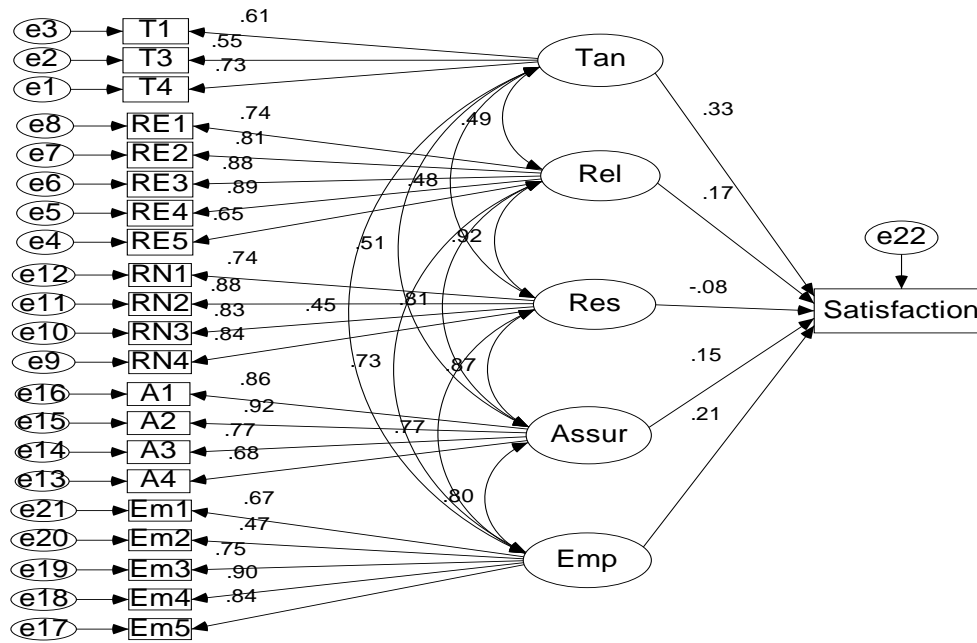 .61
e3 T1
.55 Tan
e2 T3
.73
e1 T4
.33
.49
.74
e8 RE1
.81
e7 RE2
.88 Rel
e6 RE3
.48
.89 .17
e5 RE4
.65
e4 RE5
.51 .92 e22
.74
e12 RN1
.88 -.08
e11 RN2
.45 .81 Res Satisfaction
.83
e10 RN3
.84
e9 RN4
.73 .87 .15
.86
e16 A1
.92 .21
e15 A2
.77 .77 Assur
e14 A3
.68
e13 A4
.67 .80
e21 Em1
.47
e20 Em2
.75 Emp
e19 Em3
.90
e18 Em4
.84
e17 Em5